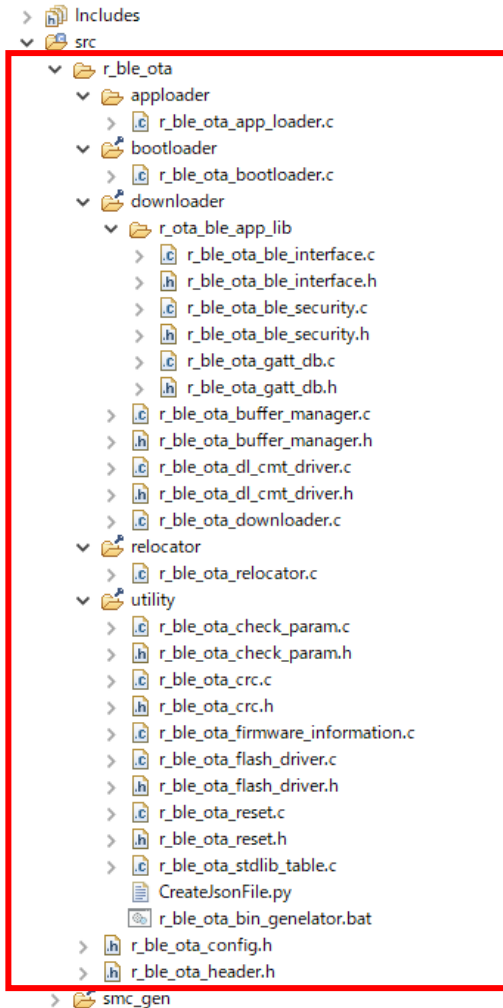 Includes
src
r_ble_ota
apploader
r_ble_ota_app_loader.c
bootloader
r_ble_ota_bootloader.c
downloader
r_ota_ble_app_lib
r_ble_ota_ble_interface.c
r_ble_ota_ble_interface.h
r_ble_ota_ble_security.c
r_ble_ota_ble_security.h
r_ble_ota_gatt_db.c
r_ble_ota_gatt_db.h
r_ble_ota_buffer_manager.c
r_ble_ota_buffer_manager.h
r_ble_ota_dl_cmt_driver.c
r_ble_ota_dl_cmt_driver.h
r_ble_ota_downloader.c
relocator
r_ble_ota_relocator.c
utility
r_ble_ota_check_param.c
r_ble_ota_check_param.h
r_ble_ota_crc.c
r_ble_ota_crc.h
r_ble_ota_firmware_information.c
r_ble_ota_flash_driver.c
r_ble_ota_flash_driver.h
r_ble_ota_reset.c
r_ble_ota_reset.h
r_ble_ota_stdlib_table.c
CreateJsonFile.py
r_ble_ota_bin_genelator.bat
r_ble_ota_config.h
r_ble_ota_header.h
smc_gen